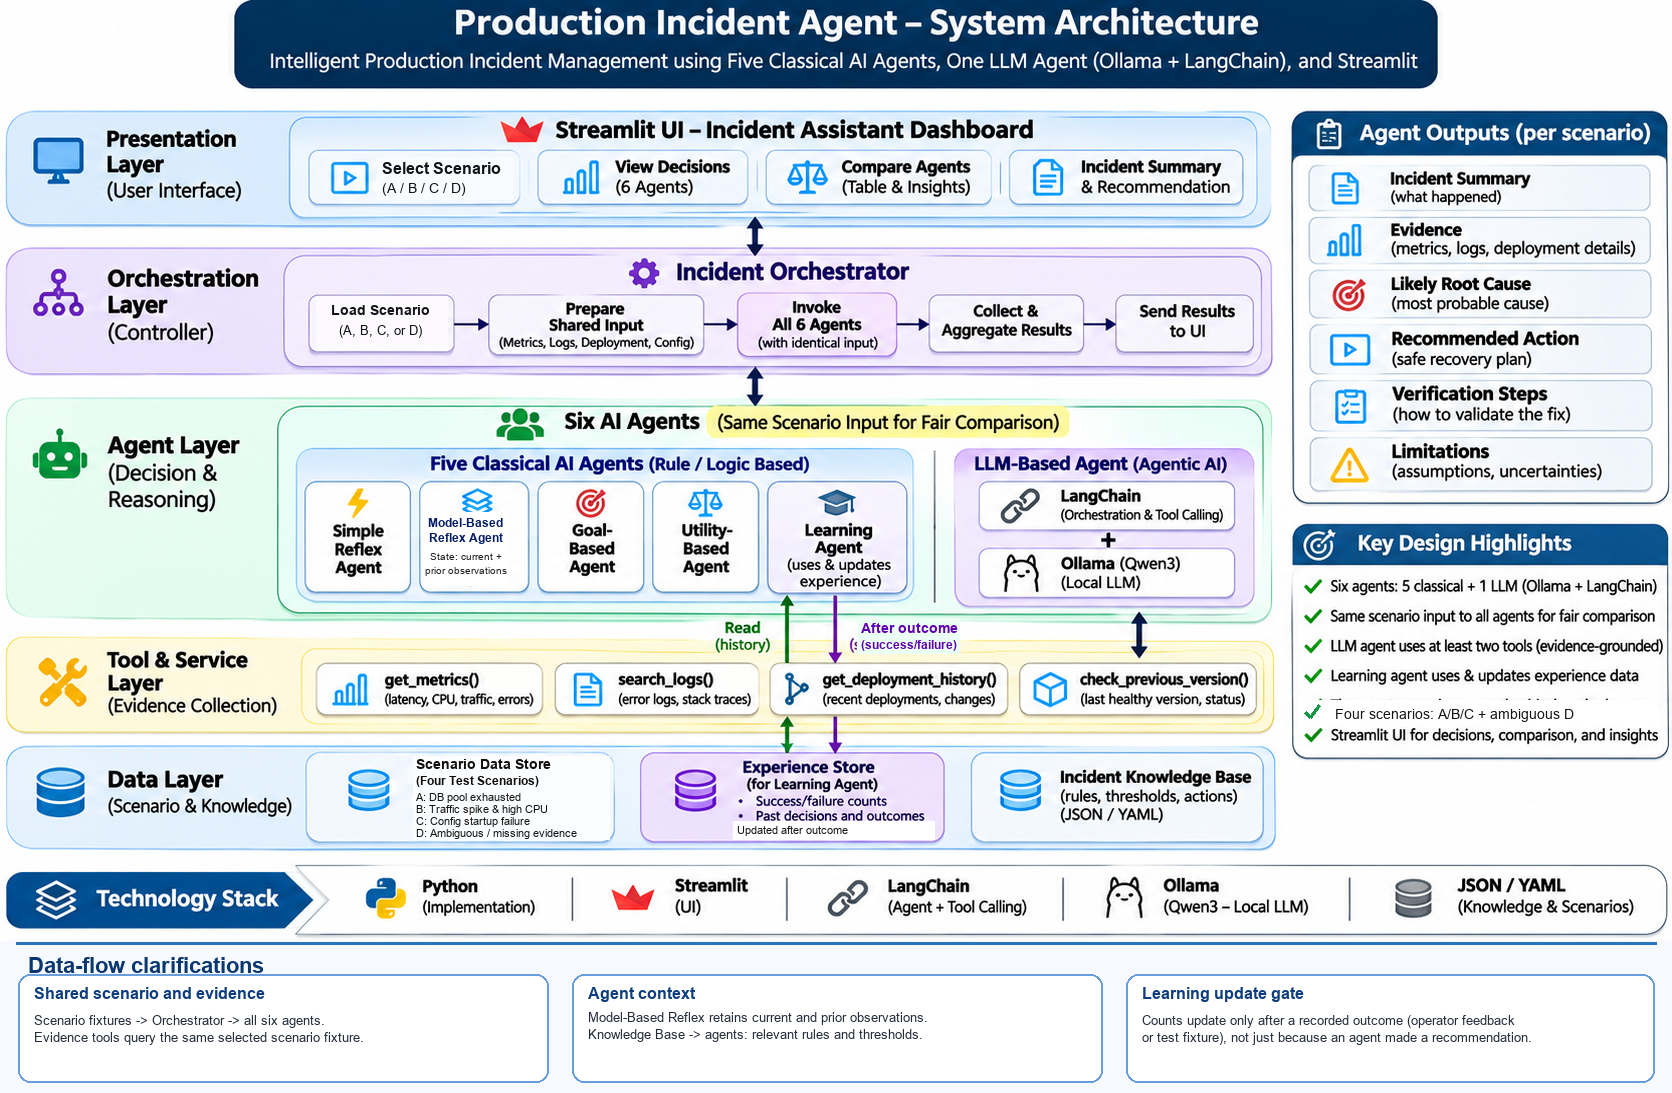 Production Incident Agent – System Architecture
Intelligent Production Incident Management using Five Classical AI Agents, One LLM Agent (Ollama + LangChain), and Streamlit
Presentation
Layer
(User Interface)
Streamlit UI – Incident Assistant Dashboard
Select Scenario
(A / B / C / D)
View Decisions
(6 Agents)
Compare Agents
(Table & Insights)
Incident Summary
& Recommendation
Orchestration
Layer
(Controller)
Incident Orchestrator
Load Scenario
(A, B, C, or D)
Prepare
Shared Input
(Metrics, Logs, Deployment, Config)
Invoke
All 6 Agents
(with identical input)
Collect &
Aggregate Results
Send Results
to UI
Agent Layer
(Decision &
Reasoning)
Six AI Agents (Same Scenario Input for Fair Comparison)
Five Classical AI Agents (Rule / Logic Based)
Simple
Reflex
Agent
Model-Based
Reflex Agent
State: current +
prior observations
Goal-
Based
Agent
Utility-
Based
Agent
Learning
Agent
(uses & updates
experience)
LLM-Based Agent (Agentic AI)
LangChain
(Orchestration & Tool Calling)
+
Ollama (Qwen3)
(Local LLM)
Read
(history)
After outcome
(success/failure)
Tool & Service
Layer
(Evidence Collection)
get_metrics()
(latency, CPU, traffic, errors)
search_logs()
(error logs, stack traces)
get_deployment_history()
(recent deployments, changes)
check_previous_version()
(last healthy version, status)
Data Layer
(Scenario & Knowledge)
Scenario Data Store
(Four Test Scenarios)
A: DB pool exhausted
B: Traffic spike & high CPU
C: Config startup failure
D: Ambiguous / missing evidence
Experience Store
(for Learning Agent)
• Success/failure counts
• Past decisions and outcomes
Updated after outcome
Incident Knowledge Base
(rules, thresholds, actions)
(JSON / YAML)
Agent Outputs (per scenario)
Incident Summary
(what happened)
Evidence
(metrics, logs, deployment details)
Likely Root Cause
(most probable cause)
Recommended Action
(safe recovery plan)
Verification Steps
(how to validate the fix)
Limitations
(assumptions, uncertainties)
Key Design Highlights
Six agents: 5 classical + 1 LLM (Ollama + LangChain)
Same scenario input to all agents for fair comparison
LLM agent uses at least two tools (evidence-grounded)
Learning agent uses & updates experience data
Four scenarios: A/B/C + ambiguous D
Streamlit UI for decisions, comparison, and insights
Technology Stack
Python
(Implementation)
Streamlit
(UI)
LangChain
(Agent + Tool Calling)
Ollama
(Qwen3 – Local LLM)
JSON / YAML
(Knowledge & Scenarios)
Data-flow clarifications
Shared scenario and evidence
Scenario fixtures -> Orchestrator -> all six agents.
Evidence tools query the same selected scenario fixture.
Agent context
Model-Based Reflex retains current and prior observations.
Knowledge Base -> agents: relevant rules and thresholds.
Learning update gate
Counts update only after a recorded outcome (operator feedback
or test fixture), not just because an agent made a recommendation.